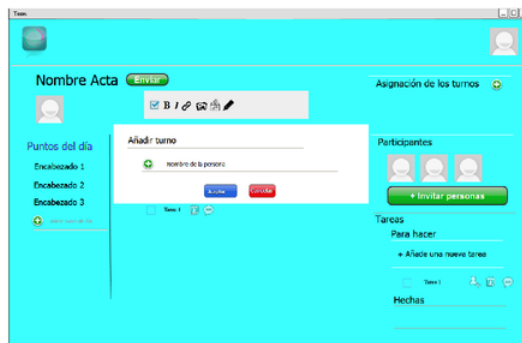 Nombre Acta
Enviar
B I
Asignación de los turnos
Puntos del día
Encabezado 1
Encabezado 2
Encabezado 3
Añadir turno
Nombre de la persona
Cancelar
Tarea 1
Participantes
+ Invitar personas
Tareas
Para hacer
+ Añade una nueva tarea
Tarea 1
Hechas